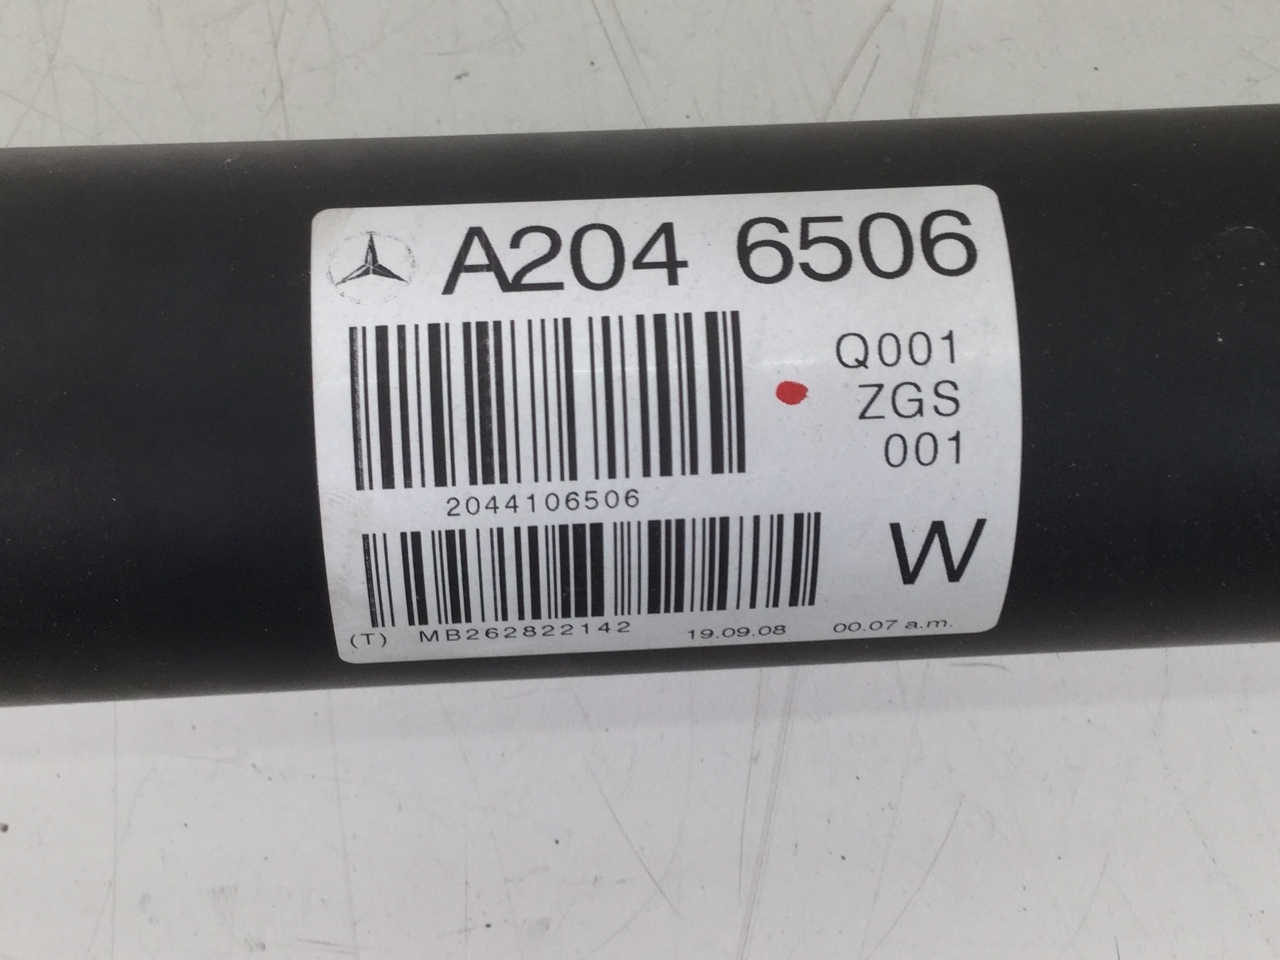 A204 6506
Q001
ZGS
001
2044106506
W
(T) MB262822142 19.09.08 00.07 a.m.